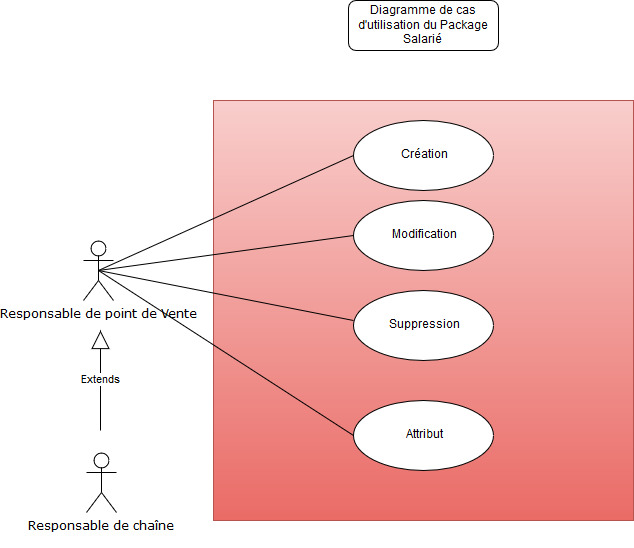 Diagramme de cas
d'utilisation du Package
Salarié
Création
Modification
Suppression
Attribut
Responsable de point de Vente
Extends
Responsable de chaîne